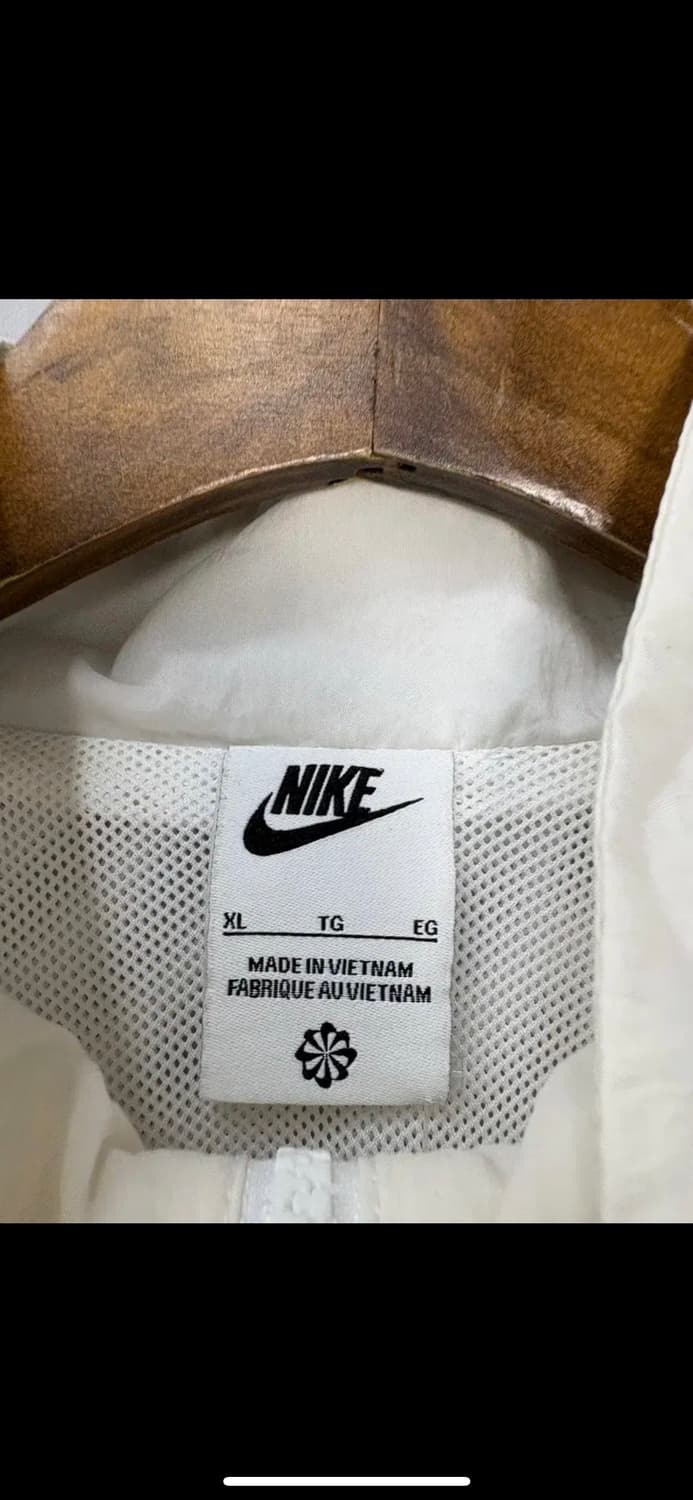 NIKE
XL TG EG
MADE IN VIETNAM
FABRIQUE AU VIETNAM